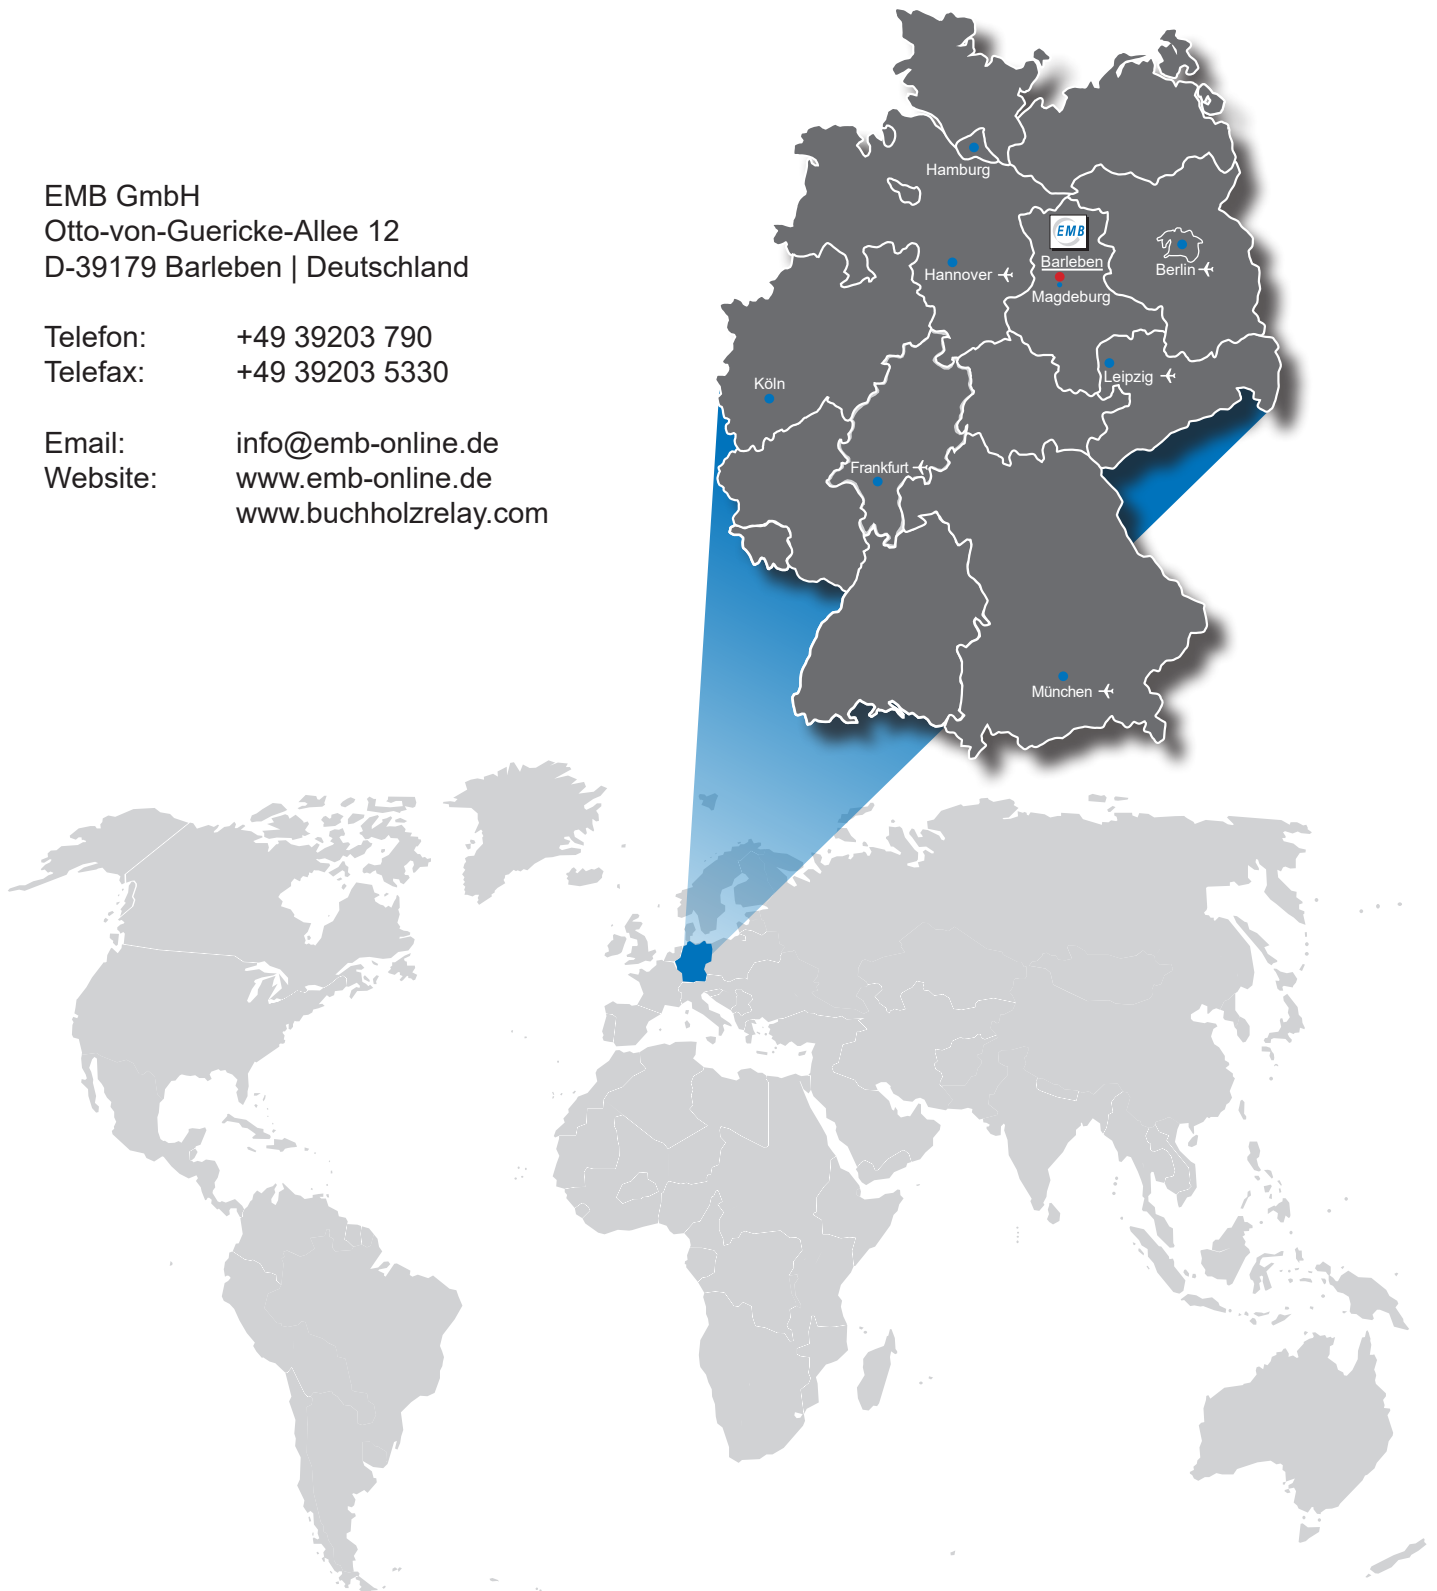 EMB GmbH
Otto-von-Guericke-Allee 12
D-39179 Barleben | Deutschland
Telefon: +49 39203 790
Telefax: +49 39203 5330
Email: info@emb-online.de
Website: www.emb-online.de
www.buchholzrelay.com
Hamburg
EMB
Barleben
Hannover
Berlin
Magdeburg
Leipzig
Köln
Frankfurt
München